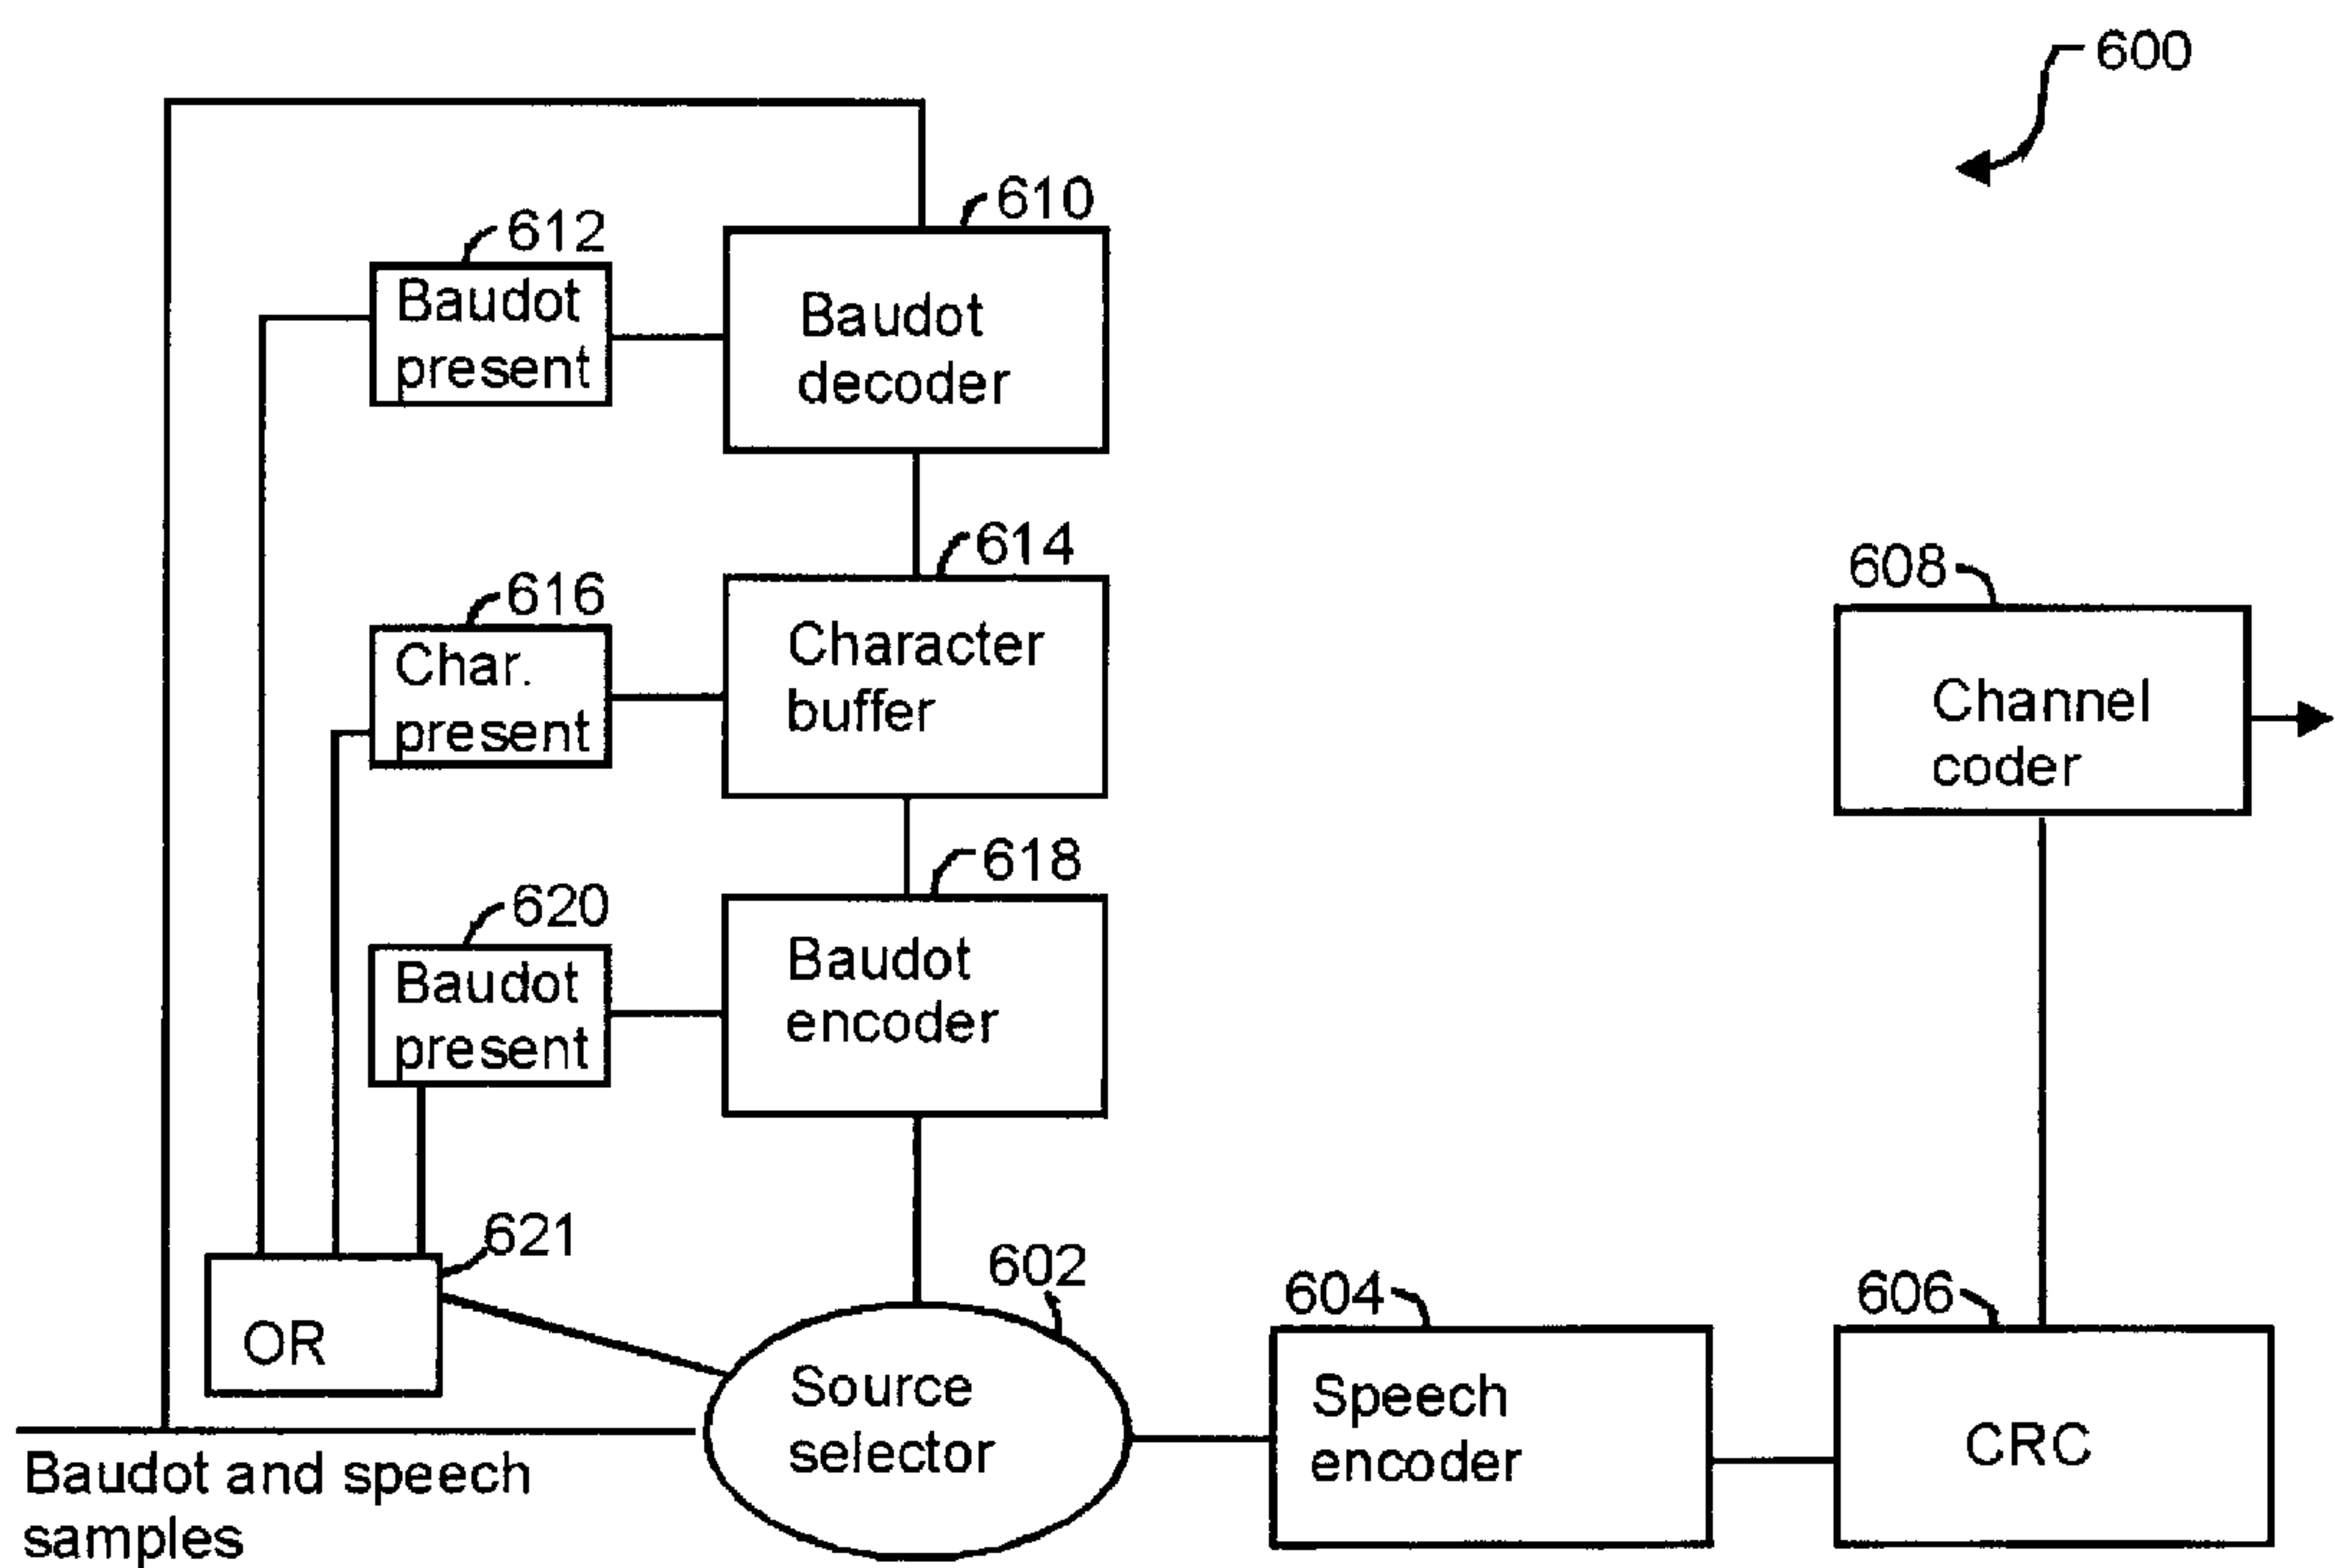 600
610
612
Baudot
present
Baudot
decoder
614
616
Char.
present
Character
buffer
608
Channel
coder
618
620
Baudot
present
Baudot
encoder
621
OR
602
Source
selector
604
Speech
encoder
606
CRC
Baudot and speech
samples